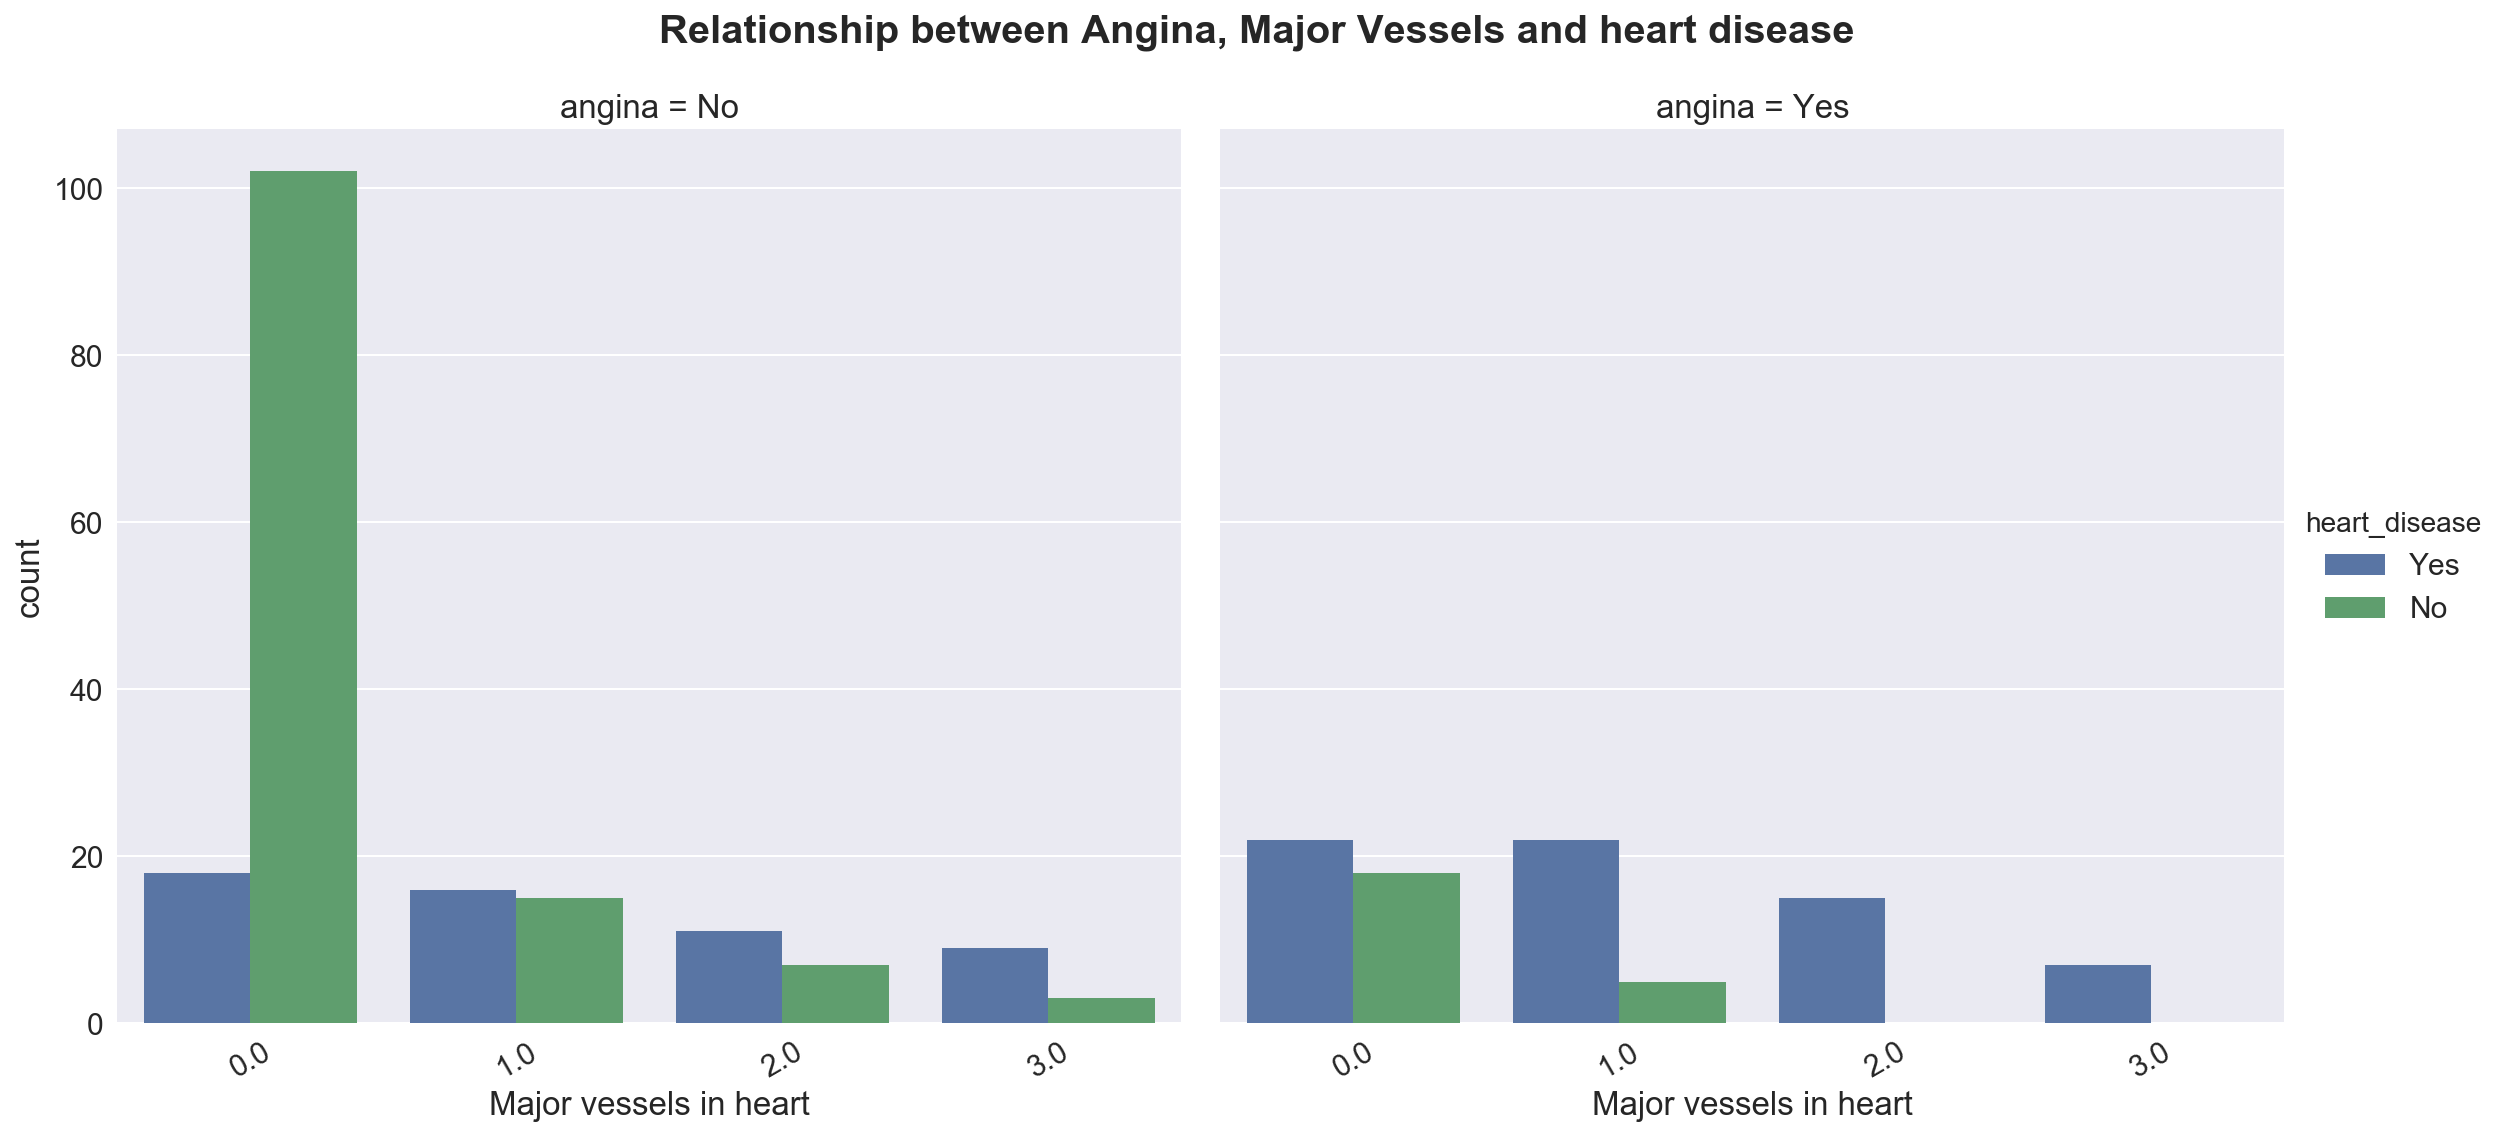 Relationship between Angina, Major Vessels and heart disease
angina = No
angina = Yes
100
80
60
40
20
0
count
0.0
1.0
2.0
3.0
Major vessels in heart
0.0
1.0
2.0
3.0
Major vessels in heart
heart_disease
Yes
No